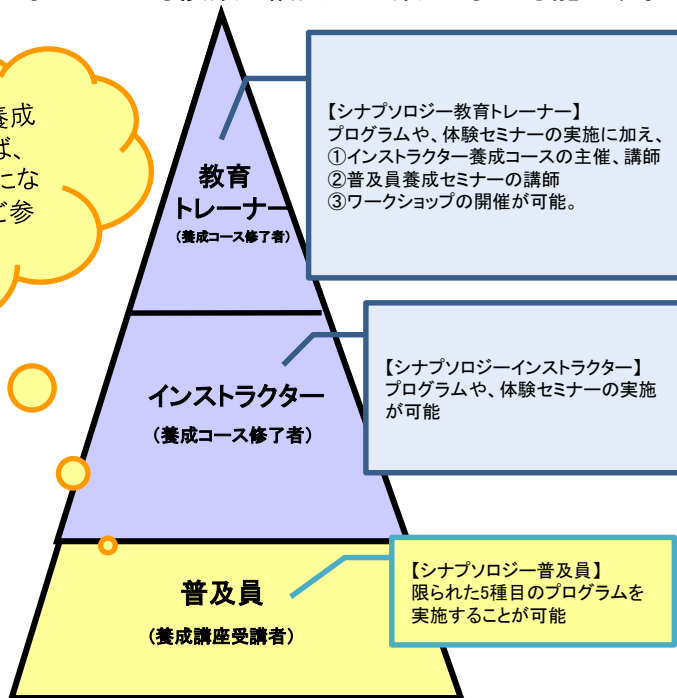 養成
ば、
にな
ご参
教育
トレーナー
(養成コース修了者)
【シナプソロジー教育トレーナー】
プログラムや、体験セミナーの実施に加え、
①インストラクター養成コースの主催、講師
②普及員養成セミナーの講師
③ワークショップの開催が可能。
インストラクター
(養成コース修了者)
【シナプソロジーインストラクター】
プログラムや、体験セミナーの実施
が可能
普及員
(養成講座受講者)
【シナプソロジー普及員】
限られた5種目のプログラムを
実施することが可能